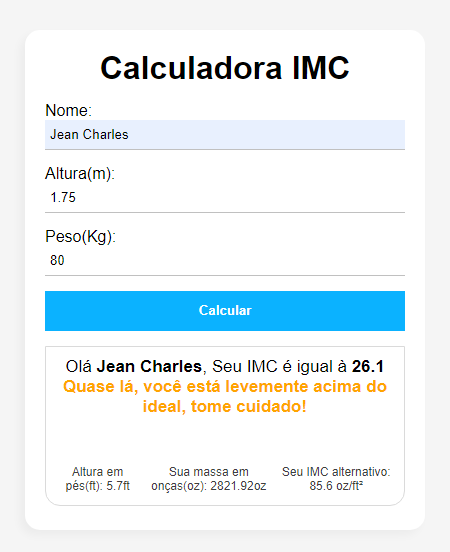 Calculadora IMC
Nome:
Jean Charles
Altura(m):
1.75
Peso(Kg):
80
Calcular
Olá Jean Charles, Seu IMC é igual à 26.1
Quase lá, você está levemente acima do
ideal, tome cuidado!
Altura em
pés(ft): 5.7ft
Sua massa em
onças(oz): 2821.92oz
Seu IMC alternativo:
85.6 oz/ft²